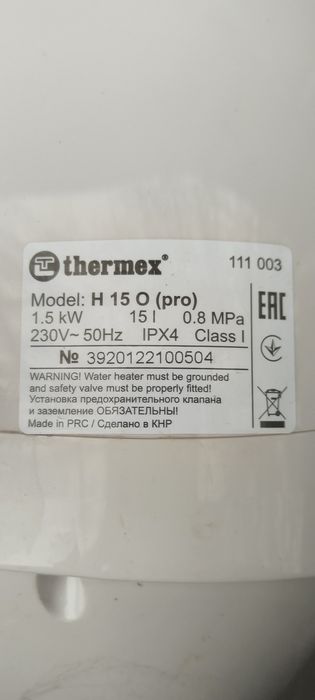 thermex® 111 003
Model: H 15 O (pro)
1.5 kW 15 l 0.8 MPa
230V~ 50Hz IPX4 Class I
№ 3920122100504
WARNING! Water heater must be grounded
and safety valve must be properly fitted!
Установка предохранительного клапана
и заземление ОБЯЗАТЕЛЬНЫ!
Made in PRC / Сделано в КНР
EAC